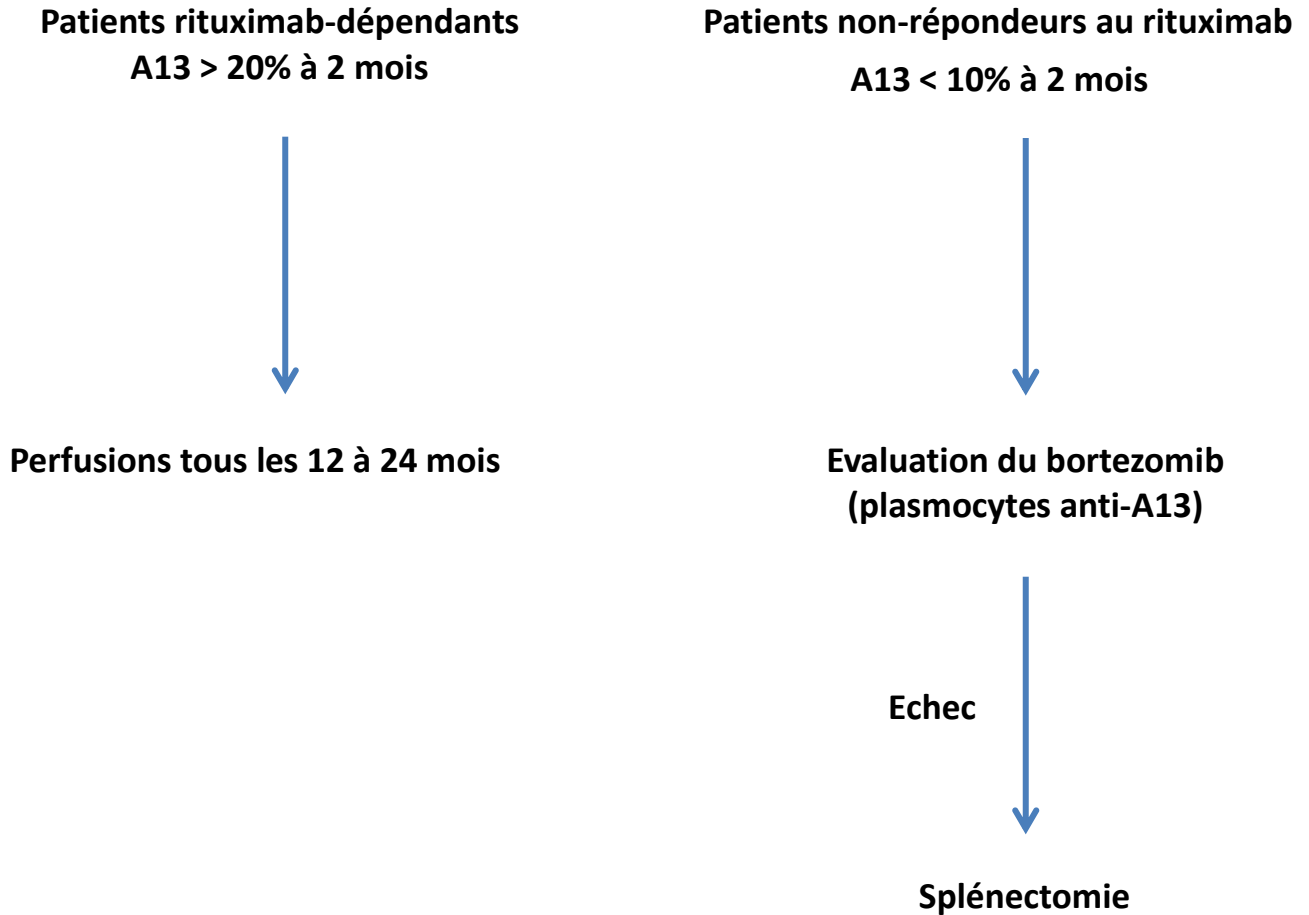 Patients rituximab-dépendants
A13 > 20% à 2 mois
Perfusions tous les 12 à 24 mois
Patients non-répondeurs au rituximab
A13 < 10% à 2 mois
Evaluation du bortezomib
(plasmocytes anti-A13)
Echec
Splénectomie